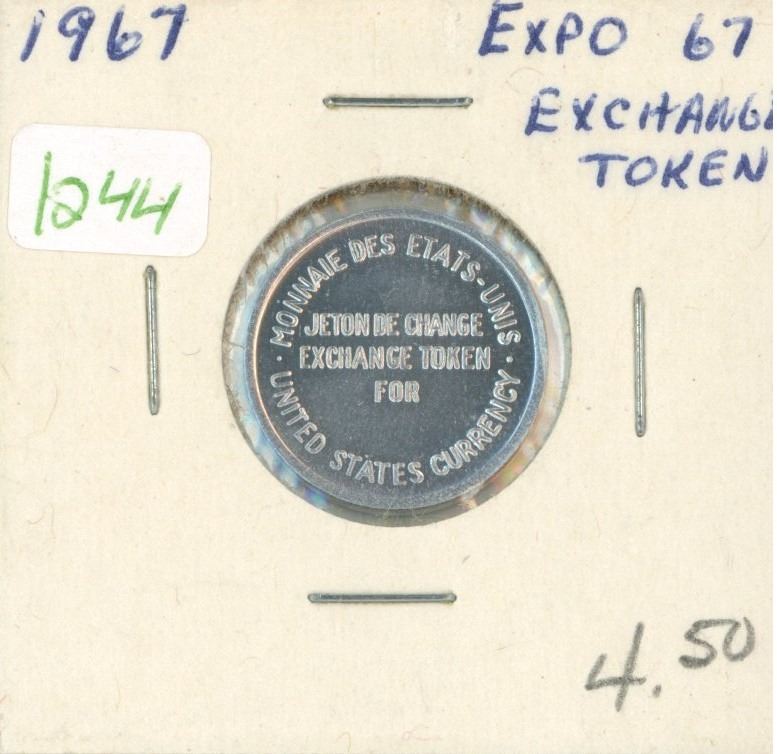 1967
EXPO 67
EXCHANGE
TOKEN
1244
MONNAIE DES ETATS-UNIS
JETON DE CHANGE
EXCHANGE TOKEN
FOR
UNITED STATES CURRENCY
4.50